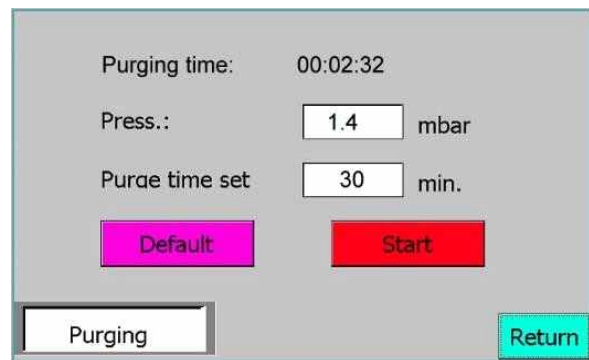 Purging time: 00:02:32
Press.: 1.4 mbar
Purge time set 30 min.
Default Start
Purging
Return